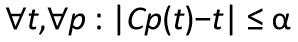 ∀t,∀p : |Cp(t)−t| ≤ α